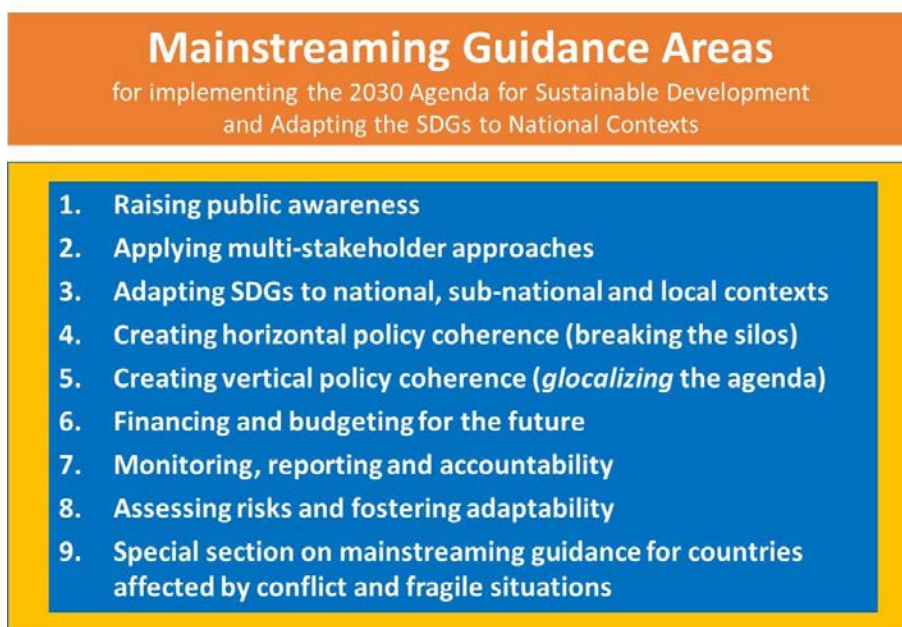 Mainstreaming Guidance Areas
for implementing the 2030 Agenda for Sustainable Development
and Adapting the SDGs to National Contexts
1. Raising public awareness
2. Applying multi-stakeholder approaches
3. Adapting SDGs to national, sub-national and local contexts
4. Creating horizontal policy coherence (breaking the silos)
5. Creating vertical policy coherence (glocalizing the agenda)
6. Financing and budgeting for the future
7. Monitoring, reporting and accountability
8. Assessing risks and fostering adaptability
9. Special section on mainstreaming guidance for countries
affected by conflict and fragile situations